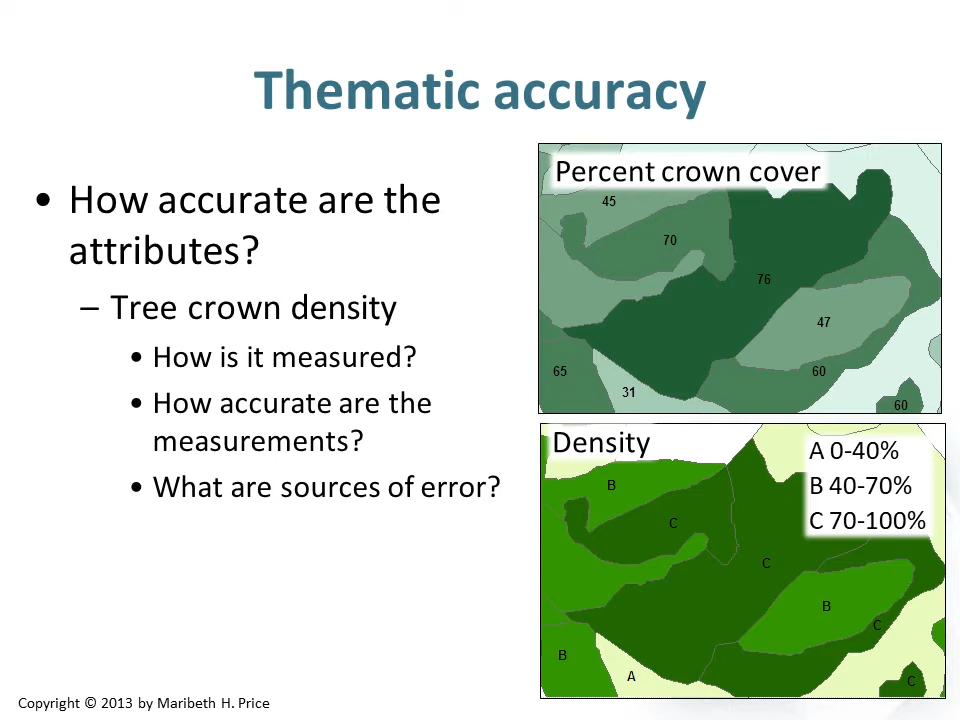 Thematic accuracy
• How accurate are the
attributes?
– Tree crown density
• How is it measured?
• How accurate are the
measurements?
• What are sources of error?
Percent crown cover
45
70
76
47
65
60
31
60
Density
A 0-40%
B 40-70%
C 70-100%
B
C
C
B
C
B
A
C
Copyright © 2013 by Maribeth H. Price